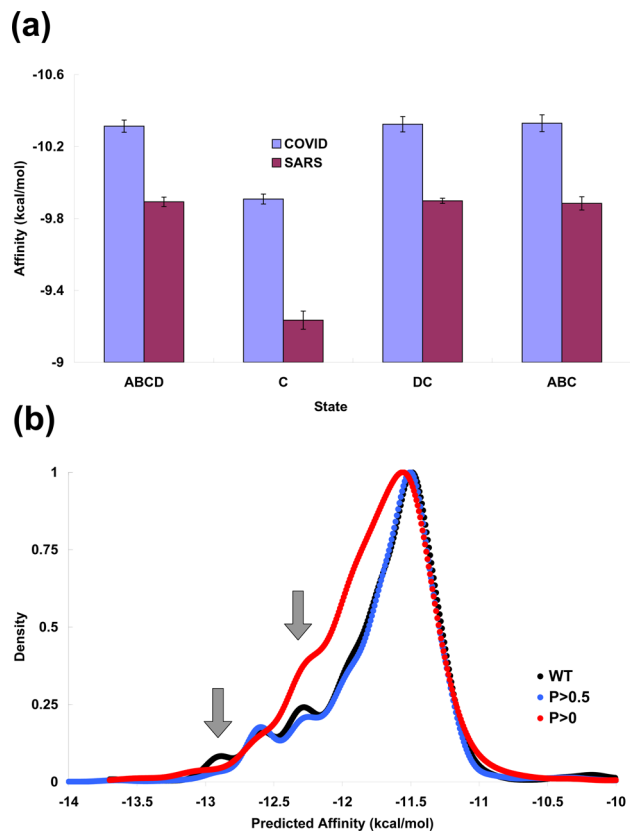 (a)
-10.6
-10.2
-9.8
-9.4
-9
Affinity (kcal/mol)
COVID
SARS
ABCD C DC ABC
State
(b)
1
0.75
0.5
0.25
0
Density
WT
P>0.5
P>0
-14 -13.5 -13 -12.5 -12 -11.5 -11 -10.5 -10
Predicted Affinity (kcal/mol)